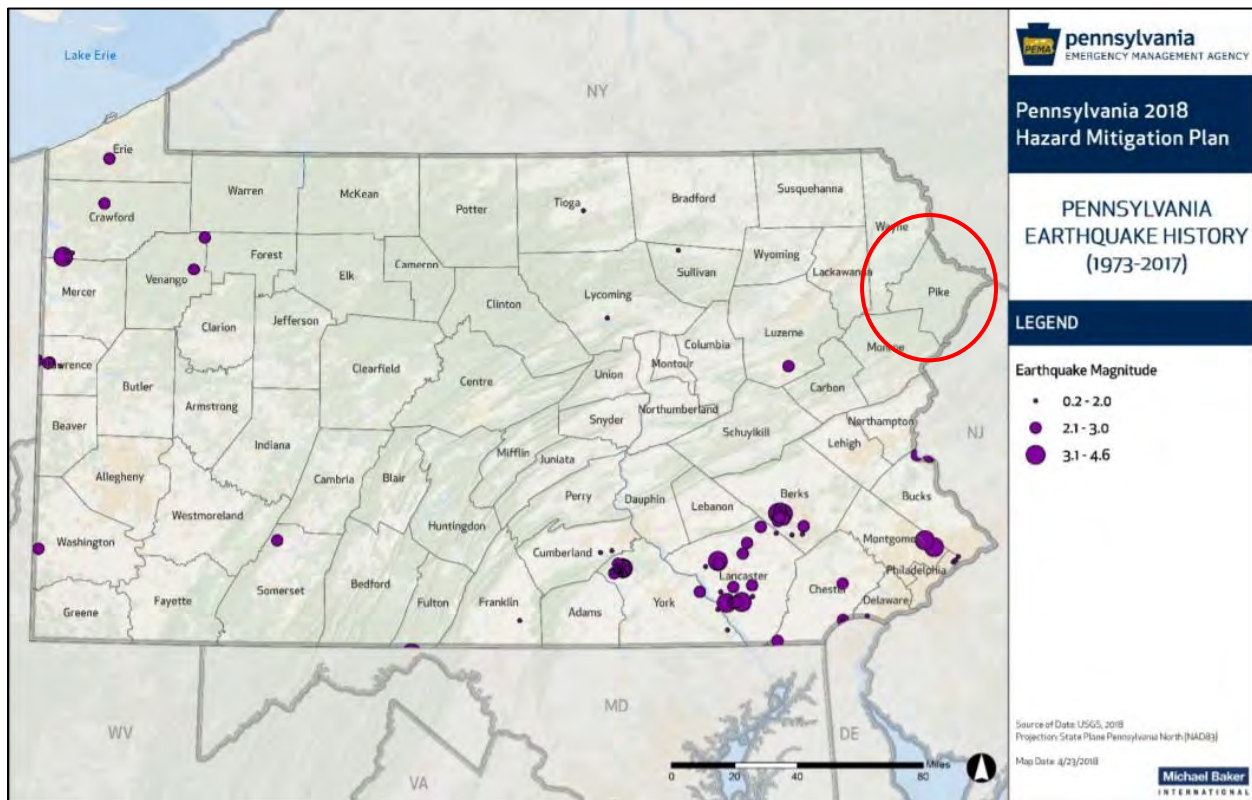 Lake Erie
NY
Erie
Crawford
Warren
McKean
Potter
Tioga
Bradford
Susquehanna
Wayne
Wyoming
Lackawanna
Pike
Sullivan
Mercer
Venango
Forest
Elk
Cameron
Clinton
Lycoming
Luzerne
Monroe
Clarion
Jefferson
Columbia
Montour
Carbon
Lawrence
Butler
Armstrong
Clearfield
Centre
Union
Northumberland
Snyder
Schuylkill
Northampton
Lehigh
NJ
Beaver
Indiana
Allegheny
Cambria
Blair
Mifflin
Juniata
Perry
Dauphin
Lebanon
Berks
Bucks
Westmoreland
Huntingdon
Washington
Cumberland
Montgome
Philadelphia
Lancaster
Chester
Delaware
Greene
Fayette
Somerset
Bedford
Fulton
Franklin
Adams
York
WV
MD
DE
VA
Miles
0 20 40 80
PEMA
pennsylvania
EMERGENCY MANAGEMENT AGENCY
Pennsylvania 2018
Hazard Mitigation Plan
PENNSYLVANIA
EARTHQUAKE HISTORY
(1973-2017)
LEGEND
Earthquake Magnitude
0.2 - 2.0
2.1 - 3.0
3.1 - 4.6
Source of Data: USGS, 2018
Projection: State Plane Pennsylvania North (NAD83)
Map Date: 4/23/2018
Michael Baker
INTERNATIONAL